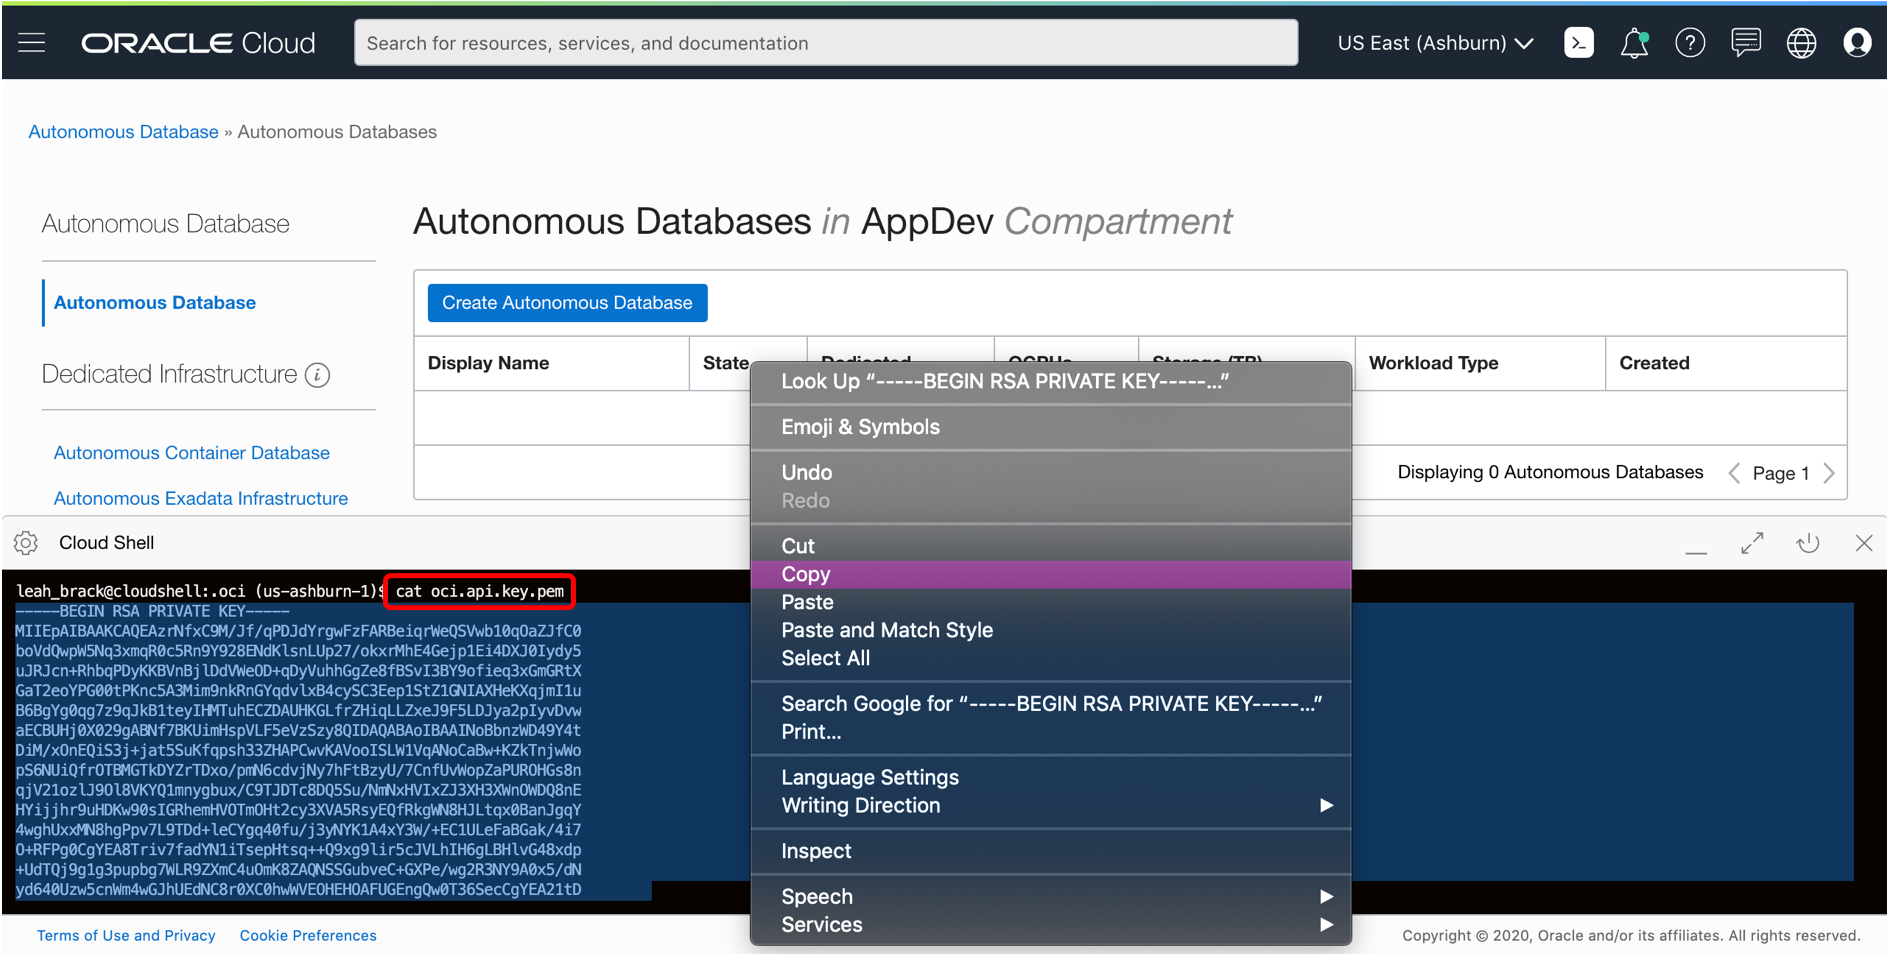 ORACLE Cloud
Search for resources, services, and documentation
US East (Ashburn)
Autonomous Database » Autonomous Databases
Autonomous Database
Autonomous Databases in AppDev Compartment
Autonomous Database
Create Autonomous Database
Dedicated Infrastructure
Display Name State Dedicated OCPUs Storage (TB) Workload Type Created
Autonomous Container Database
Autonomous Exadata Infrastructure
Displaying 0 Autonomous Databases Page 1
Look Up “-----BEGIN RSA PRIVATE KEY-----...”
Emoji & Symbols
Undo
Redo
Cut
Copy
Paste
Paste and Match Style
Select All
Search Google for “-----BEGIN RSA PRIVATE KEY-----...”
Print...
Language Settings
Writing Direction
Inspect
Speech
Services
Cloud Shell
leah_brack@cloudshell:.oci (us-ashburn-1)$ cat oci.api.key.pem
-----BEGIN RSA PRIVATE KEY-----
MIIEpAIBAAKCAQEAzrNfxC9M/Jf/qPDJdYrgwFzFARBeiqrWeQSVwb10qOaZJfC0
boVdQwpW5Nq3xmqR0c5Rn9Y928ENdKlsnLUp27/okxrMhE4Gejp1Ei4DXJ0Iydy5
uJRJcn+RhbqPDyKKBVnBjlDdVWeOD+qDyVuhhGgZe8fBSvI3BY9ofieq3xGmGRtX
GaT2eoYPG00tPKnc5A3Mim9nkRnGYqdvlxB4cySC3Eep1StZ1GNIAXHeKXqjmI1u
B6BgYg0qg7z9qJkB1teyIHMTuhECZDAUHKGLfrZHiqLLZxeJ9F5LDJya2pIyvDvw
aECBUHj0X029gABNf7BKUimHspVLF5eVzSzy8QIDAQABAoIBAAINoBbnzWD49Y4t
DiM/xOnEQiS3j+jat5SuKfqpsh33ZHAPCwvKAVooISLW1VqANoCaBw+KZkTnjwWo
pS6NUiQfrOTBMGTkDYZrTDxo/pmN6cdvjNy7hFtBzyU/7CnfUvWopZaPUROHGs8n
qjV21ozlJ9Ol8VKYQ1mnygbux/C9TJDTc8DQ5Su/NmNxHVIxZJ3XH3XWnOWDQ8nE
HYijjhr9uHDKw90sIGRhemHVOTmOHt2cy3XVA5RsyEQfRkgWN8HJLtqx0BanJgqY
4wghUxxMN8hgPpv7L9TDd+leCYgq40fu/j3yNYK1A4xY3W/+EC1ULeFaBGak/4i7
O+RFPg0CgYEA8Triv7fadYN1iTsepHtsq++Q9xg9lir5cJVLhIH6gLBHlvG48xdp
+UdTQj9g1g3pupbg7WLR9ZXmC4uOmK8ZAQNSSGubveC+GXPe/wg2R3NY9A0x5/dN
yd640Uzw5cnWm4wGJhUEdNC8r0XC0hwWVEOHEHOAFUGEngQw0T36SecCgYEA21tD
Terms of Use and Privacy Cookie Preferences
Copyright © 2020, Oracle and/or its affiliates. All rights reserved.